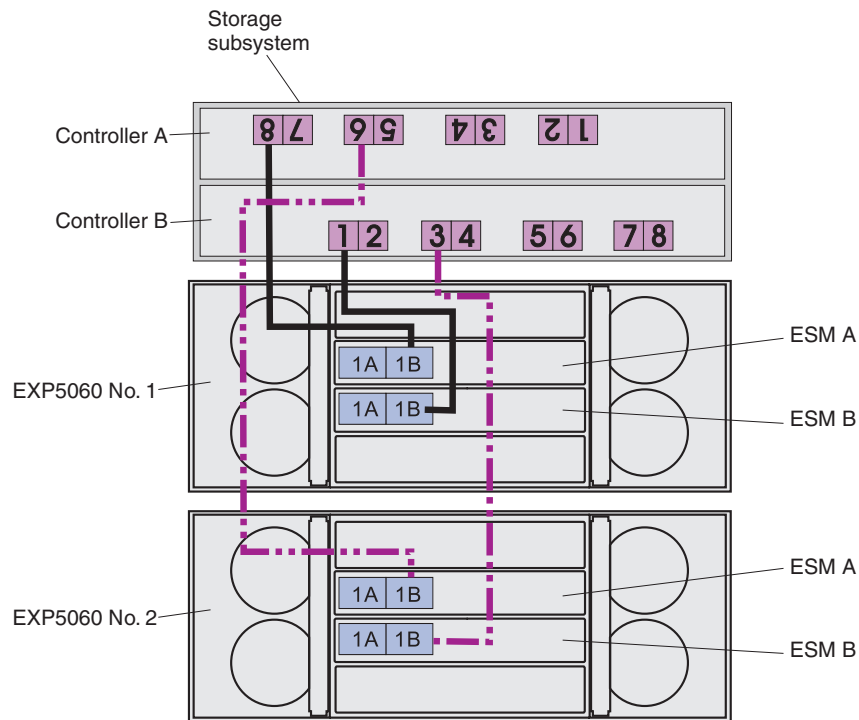 Storage
subsystem
Controller A
8 7 6 5 4 3 2 1
Controller B
1 2 3 4 5 6 7 8
1A 1B
ESM A
EXP5060 No. 1
1A 1B
ESM B
1A 1B
ESM A
EXP5060 No. 2
1A 1B
ESM B